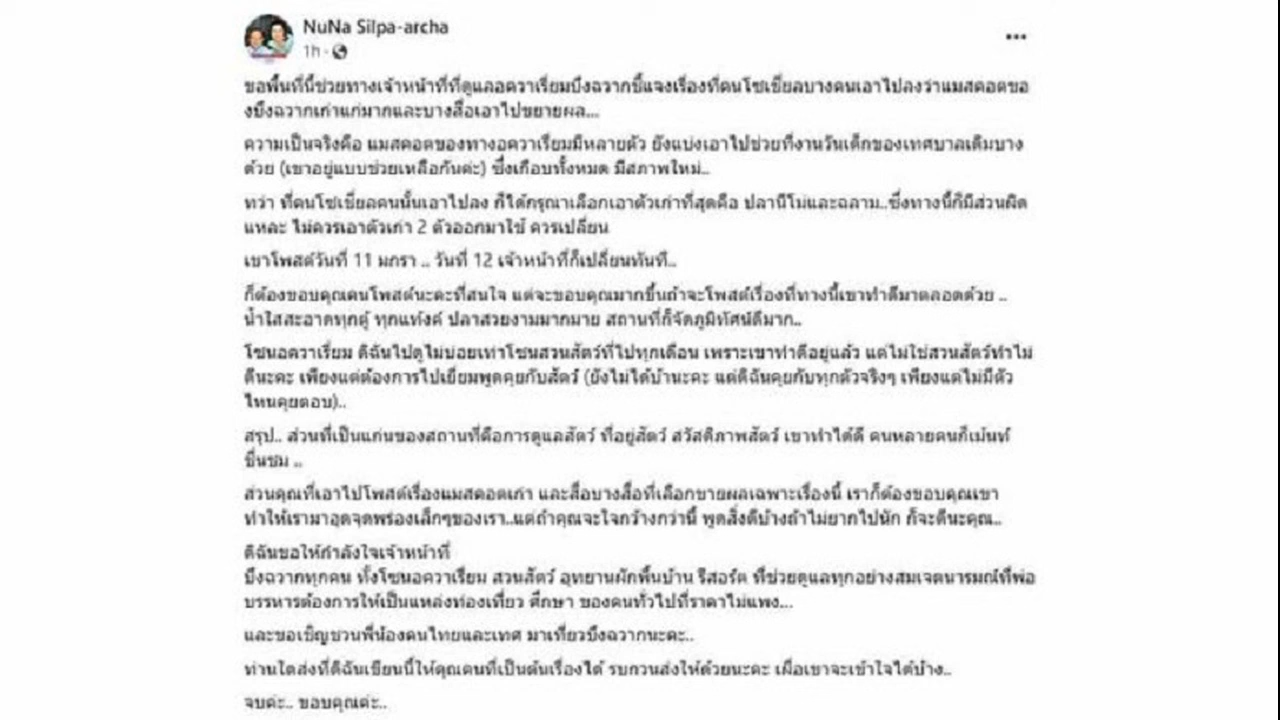 NuNa Silpa-archa
1h ·
ขอพื้นที่นี้ช่วยทางเจ้าหน้าที่ที่ดูแลอควาเรี่ยมบึงฉวากชี้แจงเรื่องที่คนโซเชี่ยลบางคนเอาไปลงว่าแมสคอตขอ
งบึงฉวากเก่าแก่มากและบางสื่อเอาไปขยายผล...
ความเป็นจริงคือ แมสคอตของทางอควาเรี่ยมมีหลายตัว ยังแบ่งเอาไปช่วยที่งานวันเด็กของเทศบาลเดิมบาง
ด้วย (เขาอยู่แบบช่วยเหลือกันค่ะ) ซึ่งเกือบทั้งหมด มีสภาพใหม่..
ทว่า ที่คนโซเชี่ยลคนนั้นเอาไปลง ก็ได้กรุณาเลือกเอาตัวเก่าที่สุดคือ ปลานีโม่และฉลาม..ซึ่งทางนี้ก็มีส่วนผิด
แหละ ไม่ควรเอาตัวเก่า 2 ตัวออกมาใช้ ควรเปลี่ยน
เขาโพสต์วันที่ 11 มกรา .. วันที่ 12 เจ้าหน้าที่ก็เปลี่ยนทันที..
ก็ต้องขอบคุณคนโพสต์นะคะที่สนใจ แต่จะขอบคุณมากขึ้นถ้าจะโพสต์เรื่องที่ทางนี้เขาทำดีมาตลอดด้วย ..
น้ำใสสะอาดทุกตู้ ทุกแท้งค์ ปลาสวยงามมากมาย สถานที่ก็จัดภูมิทัศน์ดีมาก..
โซนอควาเรี่ยม ดิฉันไปดูไม่บ่อยเท่าโซนสวนสัตว์ที่ไปทุกเดือน เพราะเขาทำดีอยู่แล้ว แต่ไม่ใช่สวนสัตว์ทำไม่
ดีนะคะ เพียงแต่ต้องการไปเยี่ยมพูดคุยกับสัตว์ (ยังไม่ได้บ้านะคะ แต่ดิฉันคุยกับทุกตัวจริงๆ เพียงแต่ไม่มีตัว
ไหนคุยตอบ)..
สรุป.. ส่วนที่เป็นแก่นของสถานที่คือการดูแลสัตว์ ที่อยู่สัตว์ สวัสดิภาพสัตว์ เขาทำได้ดี คนหลายคนก็เม้นท์
ชื่นชม ..
ส่วนคุณที่เอาไปโพสต์เรื่องแมสคอตเก่า และสื่อบางสื่อที่เลือกขายผลเฉพาะเรื่องนี้ เราก็ต้องขอบคุณเขา
ทำให้เรามาอุดจุดพร่องเล็กๆของเรา..แต่ถ้าคุณจะใจกว้างกว่านี้ พูดสิ่งดีบ้างถ้าไม่ยากไปนัก ก็จะดีนะคุณ..
ดิฉันขอให้กำลังใจเจ้าหน้าที่
บึงฉวากทุกคน ทั้งโซนอควาเรี่ยม สวนสัตว์ อุทยานผักพื้นบ้าน รีสอร์ต ที่ช่วยดูแลทุกอย่างสมเจตนารมณ์ที่พ่อ
บรรหารต้องการให้เป็นแหล่งท่องเที่ยว ศึกษา ของคนทั่วไปที่ราคาไม่แพง...
และขอเชิญชวนพี่น้องคนไทยและเทศ มาเที่ยวบึงฉวากนะคะ..
ท่านใดส่งที่ดิฉันเขียนนี้ให้คุณคนที่เป็นต้นเรื่องได้ รบกวนส่งให้ด้วยนะคะ เผื่อเขาจะเข้าใจได้บ้าง..
จบค่ะ.. ขอบคุณค่ะ..